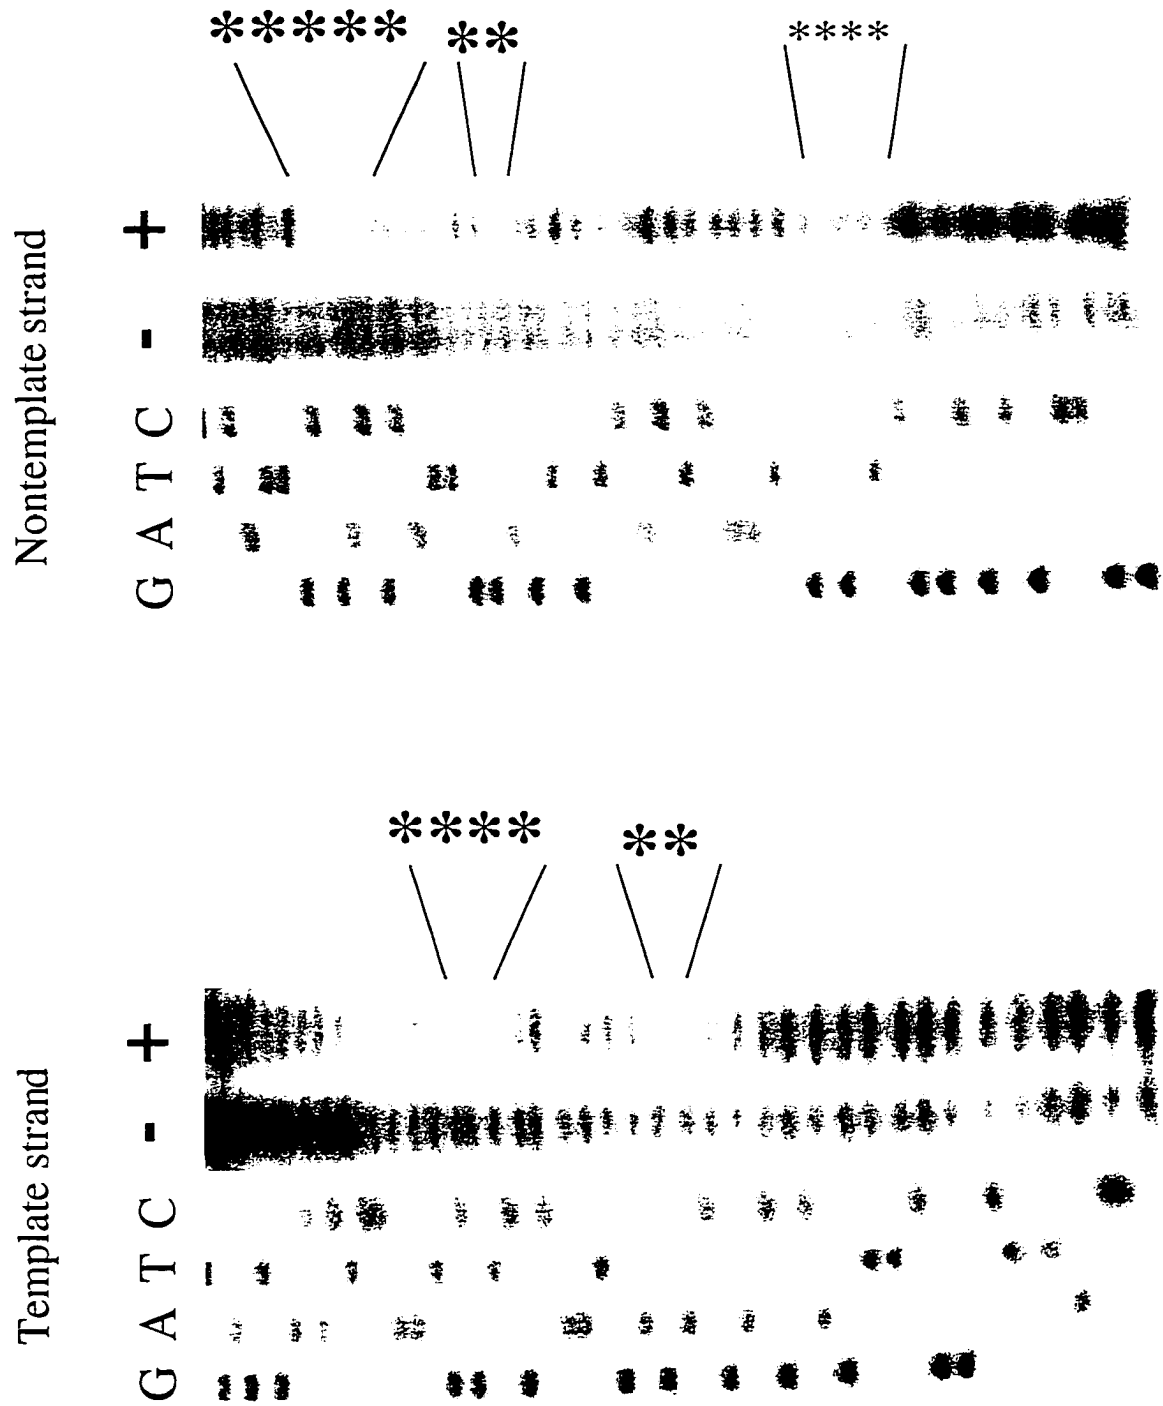 ***** ** ****
Nontemplate strand
+
-
C
T
A
G
**** **
Template strand
+
-
C
T
A
G